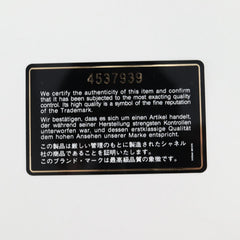 4537939
We certify the authenticity of this item and confirm
that it has been subjected to the most exacting quality
control. Its high quality is a symbol of the fine reputation
of the Trademark.
Wir bestätigen, dass es sich um einen Artikel handelt,
der während seiner Herstellung strengsten Kontrollen
unterworfen war, und dessen erstklassige Qualität
dem hohen Ansehen unserer Marke entspricht.
この製品は厳しい管理のもとに製造されたシャネル
社の商品であることを証明いたします。
このブランド・マークは最高級品質の象徴です。